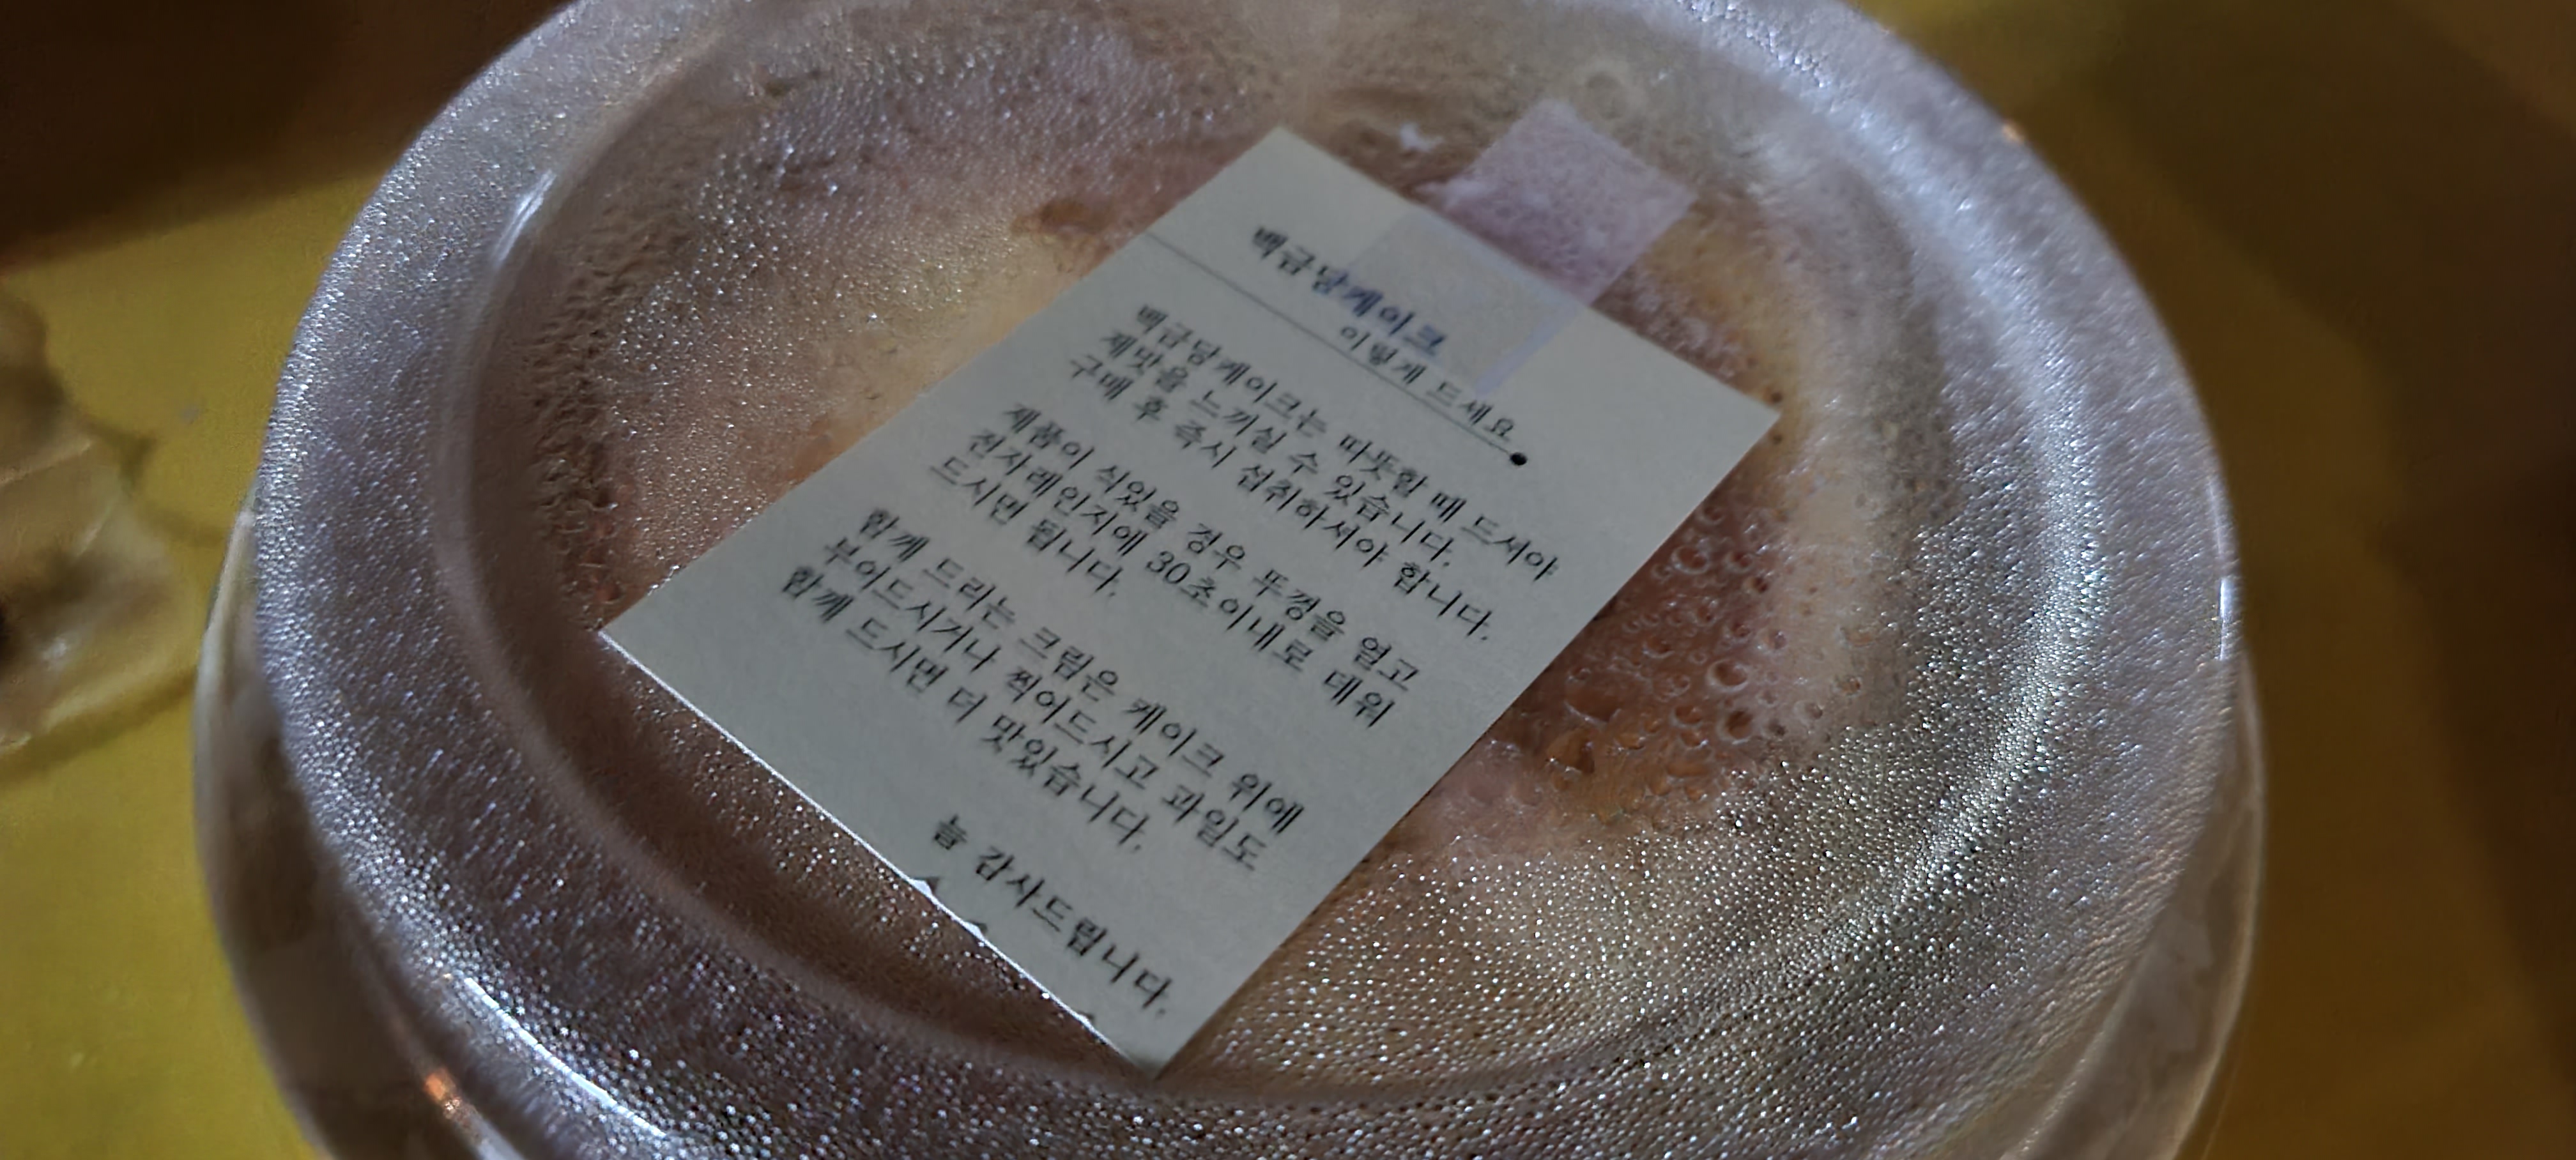 백금당케이크
이렇게 드세요
백금당케이크는 따뜻할 때 드셔야
제맛을 느끼실 수 있습니다.
구매 후 즉시 섭취하셔야 합니다.
제품이 식었을 경우 뚜껑을 열고
전자레인지에 30초이내로 데워
드시면 됩니다.
함께 드리는 크림은 케이크 위에
부어드시거나 찍어드시고 과일도
함께 드시면 더 맛있습니다.
늘 감사드립니다.